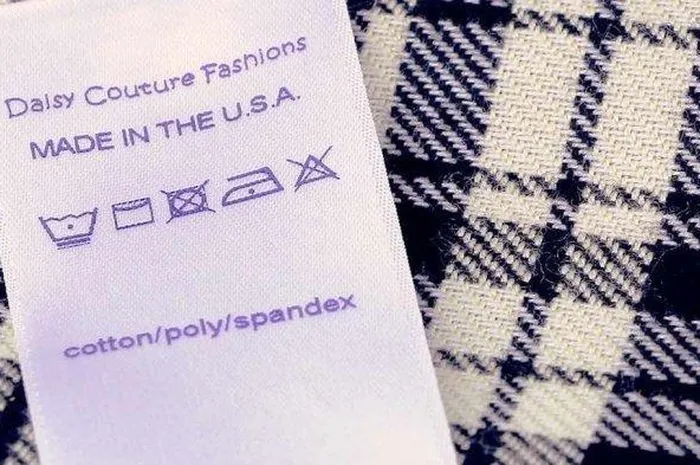 Daisy Couture Fashions
MADE IN THE U.S.A.
cotton/poly/spandex